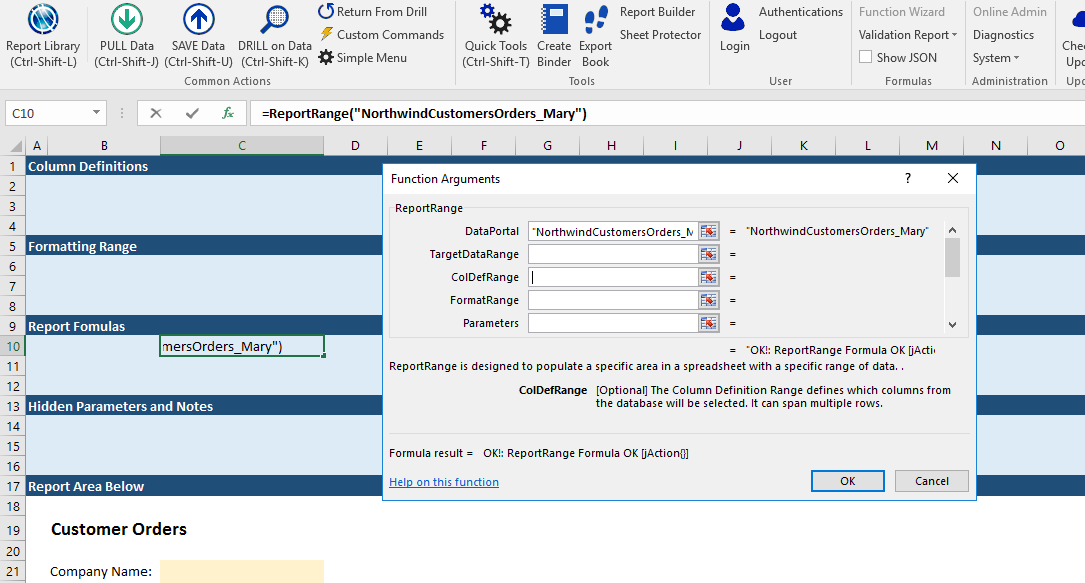 Report Library
(Ctrl-Shift-L)
PULL Data
(Ctrl-Shift-J)
SAVE Data
(Ctrl-Shift-U)
DRILL on Data
(Ctrl-Shift-K)
Return From Drill
Custom Commands
Simple Menu
Common Actions
Quick Tools
(Ctrl-Shift-T)
Create
Binder
Export
Book
Report Builder
Sheet Protector
Tools
Login
Authentications
Logout
User
Function Wizard
Validation Report
Show JSON
Formulas
Online Admin
Diagnostics
System
Administration
Chec
Upd
Up
C10
fx
=ReportRange("NorthwindCustomersOrders_Mary")
A B C D E F G H I J K L M N O
1 Column Definitions
2
3
4
5 Formatting Range
6
7
8
9 Report Fomulas
10 mersOrders_Mary")
11
12
13 Hidden Parameters and Notes
14
15
16
17 Report Area Below
18
19 Customer Orders
20
21 Company Name:
Function Arguments
?
ReportRange
DataPortal "NorthwindCustomersOrders_M = "NorthwindCustomersOrders_Mary"
TargetDataRange =
ColDefRange =
FormatRange =
Parameters =
= "OK!: ReportRange Formula OK [jActi
ReportRange is designed to populate a specific area in a spreadsheet with a specific range of data. .
ColDefRange [Optional] The Column Definition Range defines which columns from
the database will be selected. It can span multiple rows.
Formula result = OK!: ReportRange Formula OK [jAction{}]
Help on this function
OK
Cancel